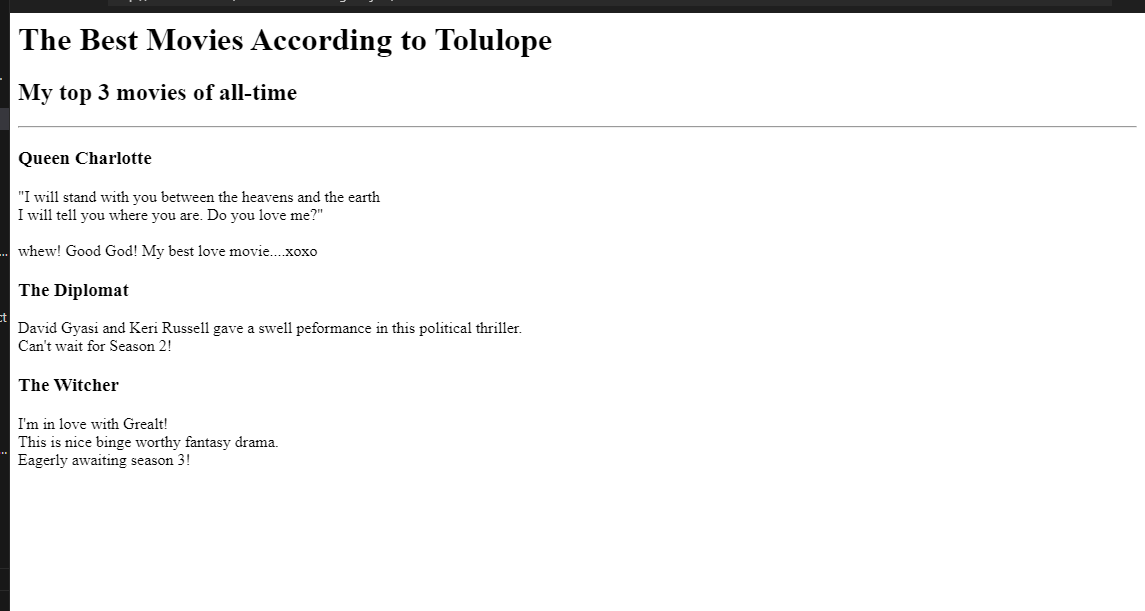 The Best Movies According to Tolulope
My top 3 movies of all-time
Queen Charlotte
"I will stand with you between the heavens and the earth
I will tell you where you are. Do you love me?"
whew! Good God! My best love movie....xoxo
The Diplomat
David Gyasi and Keri Russell gave a swell peformance in this political thriller.
Can't wait for Season 2!
The Witcher
I'm in love with Grealt!
This is nice binge worthy fantasy drama.
Eagerly awaiting season 3!